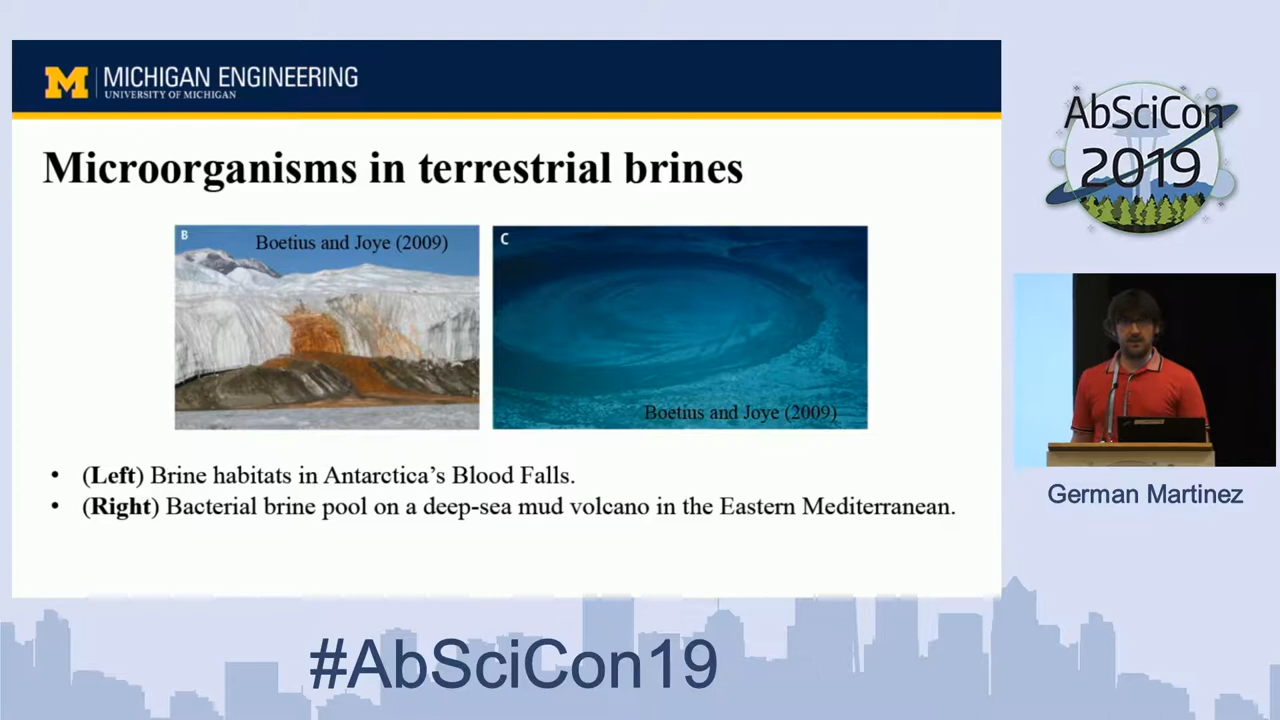 M | MICHIGAN ENGINEERING
UNIVERSITY OF MICHIGAN
Microorganisms in terrestrial brines
B
Boetius and Joye (2009)
C
Boetius and Joye (2009)
• (Left) Brine habitats in Antarctica's Blood Falls.
• (Right) Bacterial brine pool on a deep-sea mud volcano in the Eastern Mediterranean.
AbSciCon
2019
German Martinez
#AbSciCon19